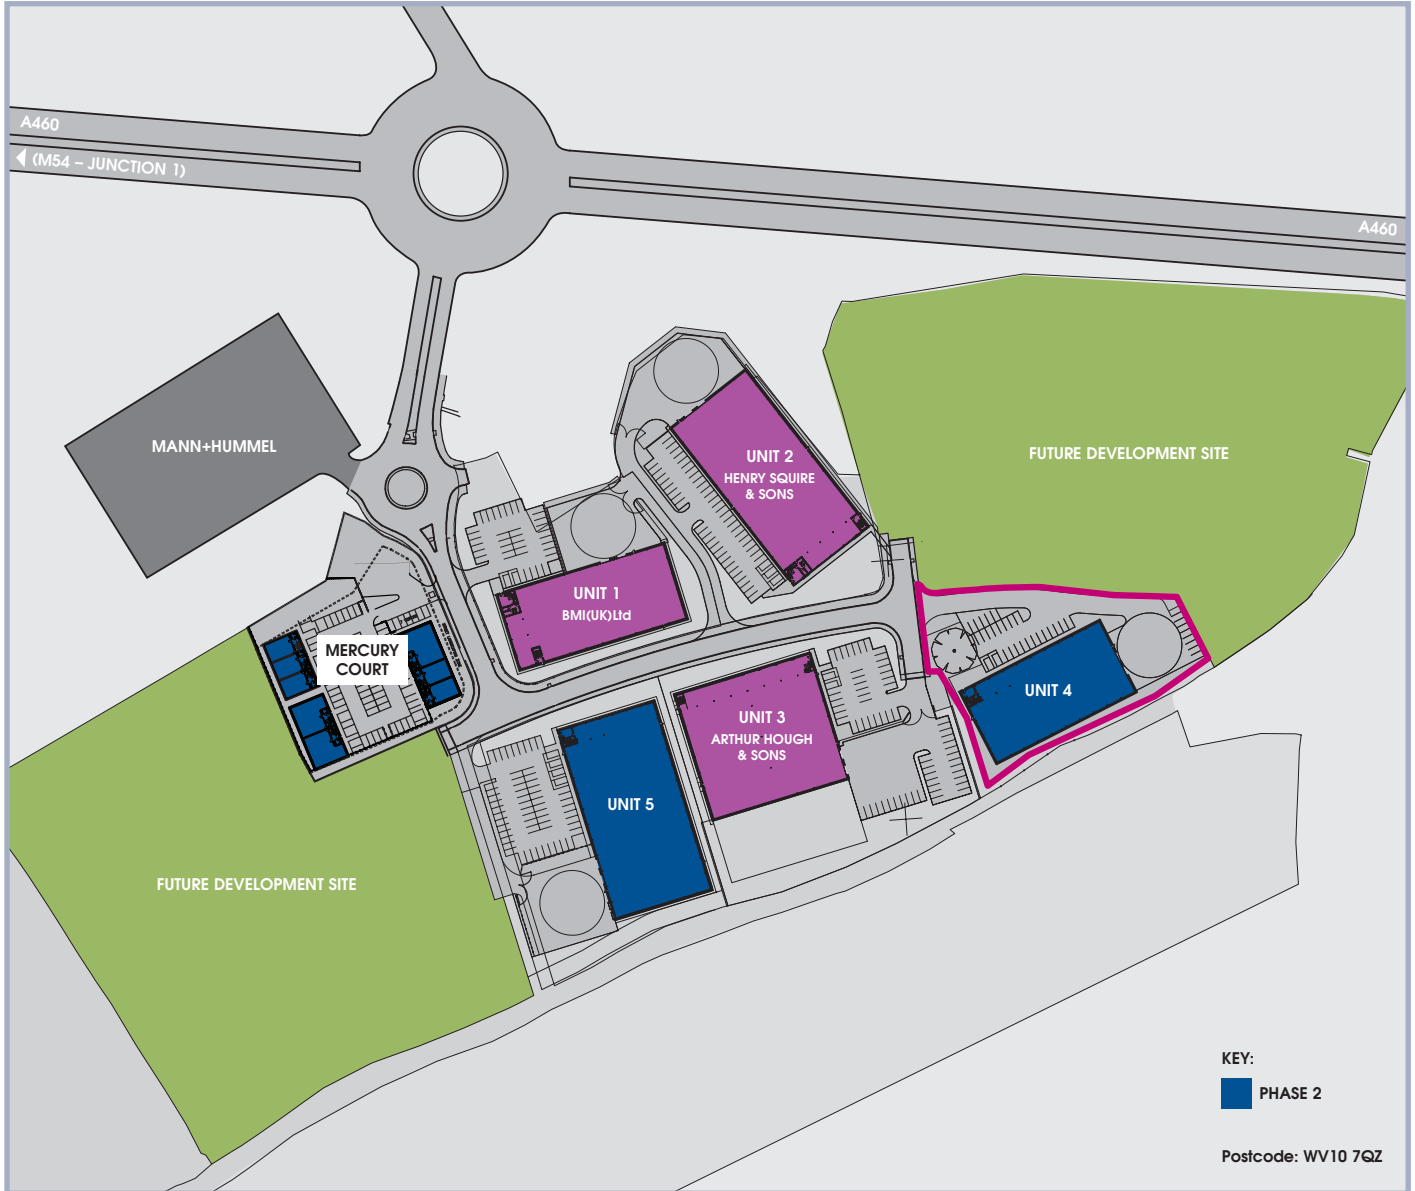 A460
(M54 – JUNCTION 1)
A460
MANN+HUMMEL
UNIT 2
HENRY SQUIRE
& SONS
FUTURE DEVELOPMENT SITE
UNIT 1
BMI(UK)Ltd
MERCURY
COURT
UNIT 4
UNIT 3
ARTHUR HOUGH
& SONS
UNIT 5
FUTURE DEVELOPMENT SITE
KEY:
PHASE 2
Postcode: WV10 7QZ